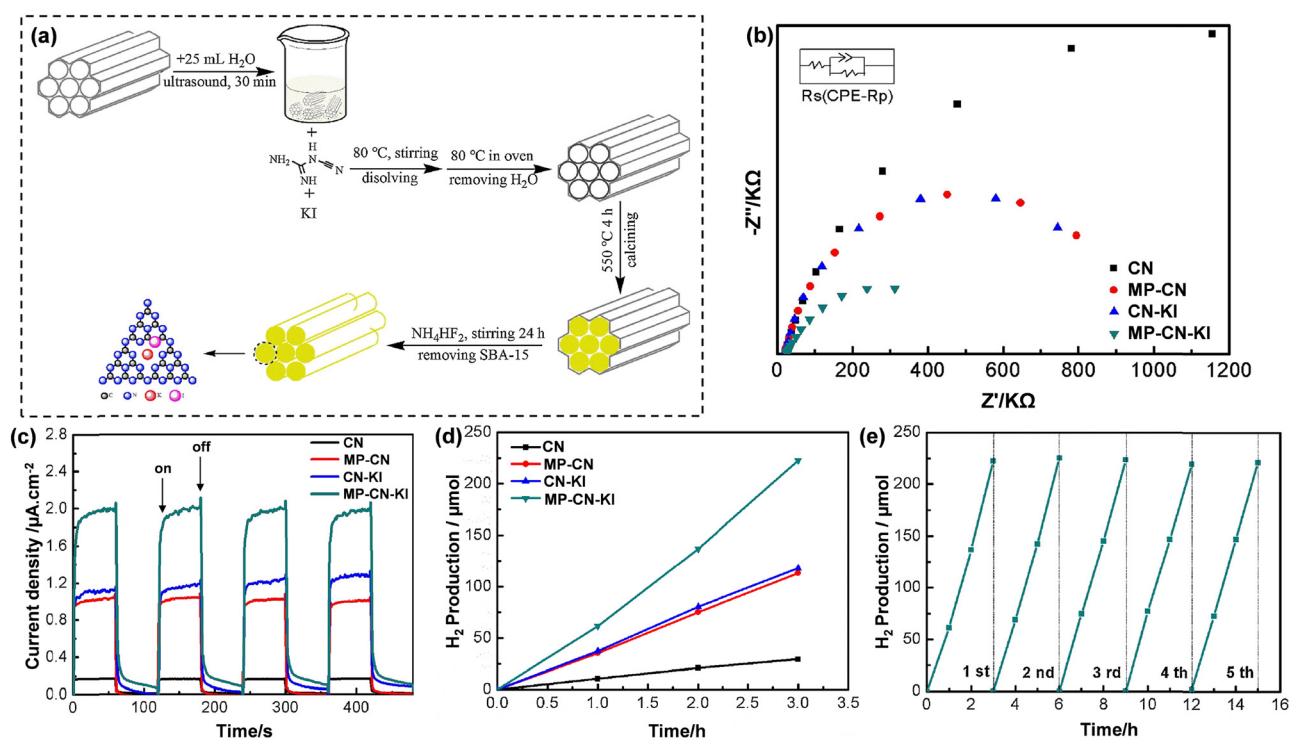 (a)
+25 mL H2O
ultrasound, 30 min
+
H
N
NH2
N
NH
+
KI
80 °C, stirring
disolving
80 °C in oven
removing H2O
550 °C 4 h
calcining
NH4HF2, stirring 24 h
removing SBA-15
C N K I
(b)
Rs(CPE-Rp)
-Z''/KΩ
CN
MP-CN
CN-KI
MP-CN-KI
0 200 400 600 800 1000 1200
Z'/KΩ
(c)
Current density /µA.cm-2
2.8
2.4
2.0
1.6
1.2
0.8
0.4
0.0
on
off
CN
MP-CN
CN-KI
MP-CN-KI
0 100 200 300 400
Time/s
(d)
H2 Production / µmol
250
225
200
175
150
125
100
75
50
25
0
CN
MP-CN
CN-KI
MP-CN-KI
0.0 0.5 1.0 1.5 2.0 2.5 3.0 3.5
Time/h
(e)
H2 Production / µmol
250
200
150
100
50
0
1 st 2 nd 3 rd 4 th 5 th
0 2 4 6 8 10 12 14 16
Time/h